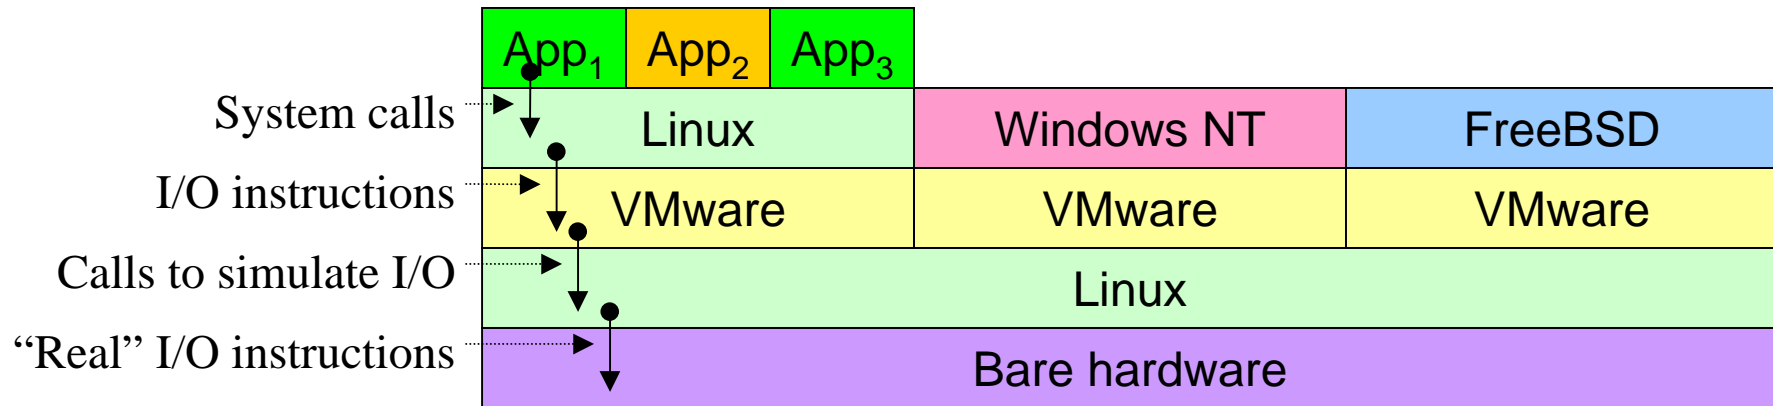 App₁ App₂ App₃
System calls
Linux Windows NT FreeBSD
I/O instructions
VMware VMware VMware
Calls to simulate I/O
Linux
“Real” I/O instructions
Bare hardware